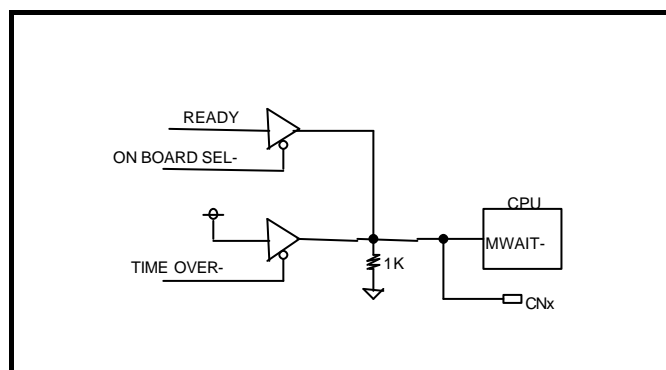 READY
ON BOARD SEL-
TIME OVER-
1K
CPU
MWAIT-
CNx